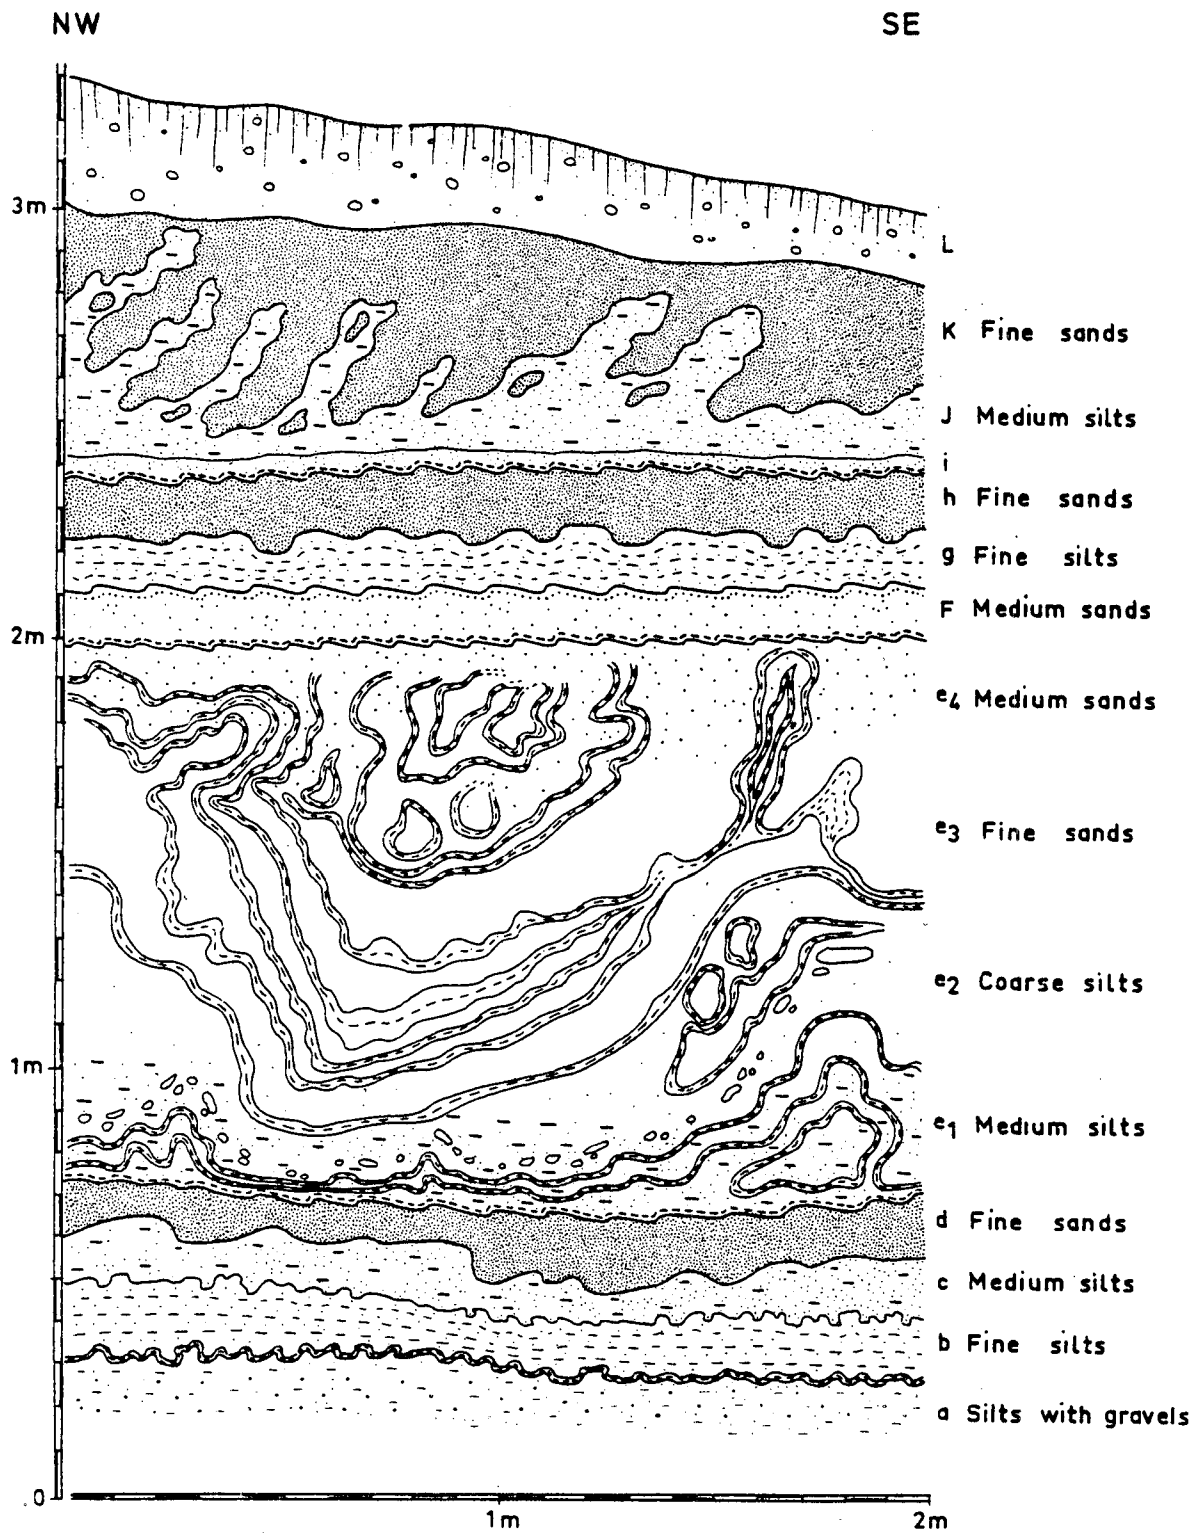 NW SE
3m
L
K Fine sands
J Medium silts
i
h Fine sands
g Fine silts
F Medium sands
2m
e4 Medium sands
e3 Fine sands
e2 Coarse silts
1m
e1 Medium silts
d Fine sands
c Medium silts
b Fine silts
a Silts with gravels
0
1m 2m